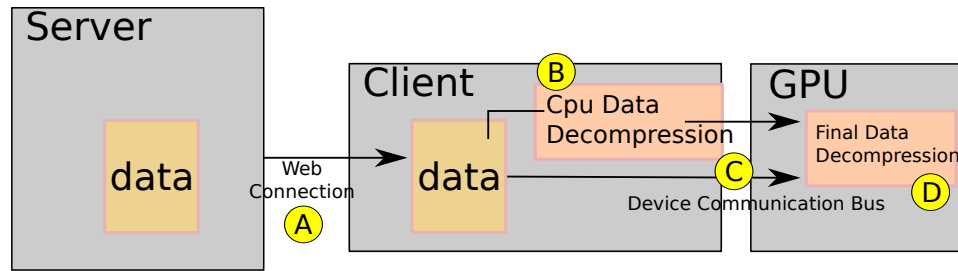 Server
data
Web
Connection
A
Client
data
B
Cpu Data
Decompression
C
Device Communication Bus
GPU
Final Data
Decompression
D